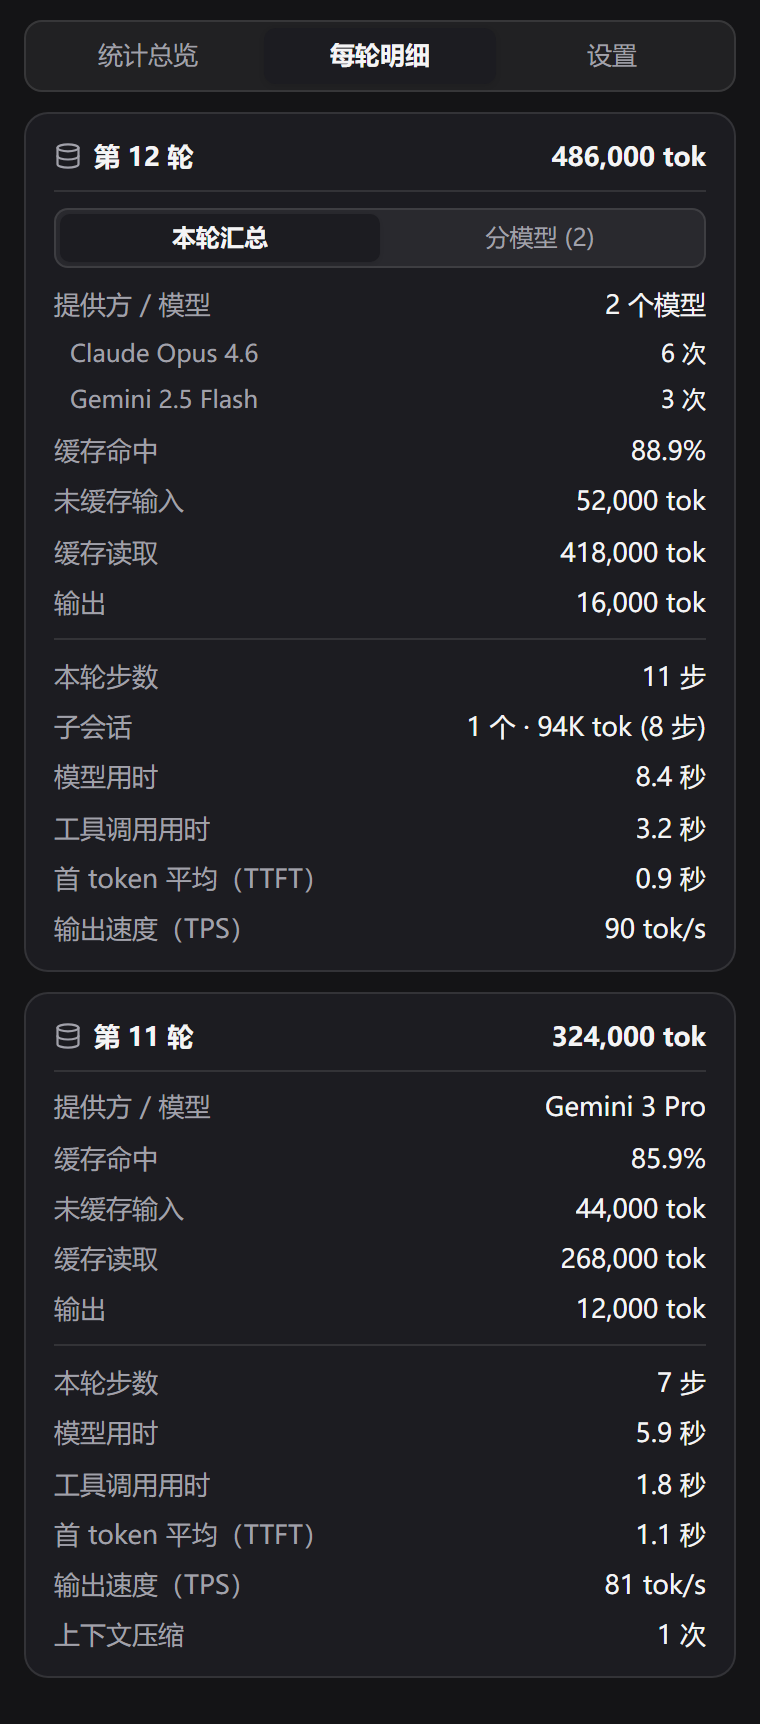 统计总览 每轮明细 设置
第 12 轮 486,000 tok
本轮汇总 分模型 (2)
提供方 / 模型 2 个模型
Claude Opus 4.6 6 次
Gemini 2.5 Flash 3 次
缓存命中 88.9%
未缓存输入 52,000 tok
缓存读取 418,000 tok
输出 16,000 tok
本轮步数 11 步
子会话 1 个 · 94K tok (8 步)
模型用时 8.4 秒
工具调用用时 3.2 秒
首 token 平均（TTFT） 0.9 秒
输出速度（TPS） 90 tok/s
第 11 轮 324,000 tok
提供方 / 模型 Gemini 3 Pro
缓存命中 85.9%
未缓存输入 44,000 tok
缓存读取 268,000 tok
输出 12,000 tok
本轮步数 7 步
模型用时 5.9 秒
工具调用用时 1.8 秒
首 token 平均（TTFT） 1.1 秒
输出速度（TPS） 81 tok/s
上下文压缩 1 次